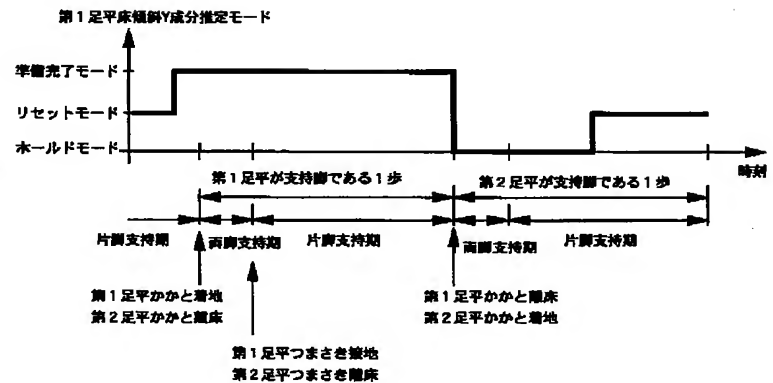 第1足平床傾斜Y成分推定モード
準備完了モード
リセットモード
ホールドモード
時刻
第1足平が支持脚である1歩
第2足平が支持脚である1歩
片脚支持期
両脚支持期
片脚支持期
両脚支持期
片脚支持期
第1足平かかと着地
第2足平かかと離床
第1足平かかと離床
第2足平かかと着地
第1足平つまさき接地
第2足平つまさき離床